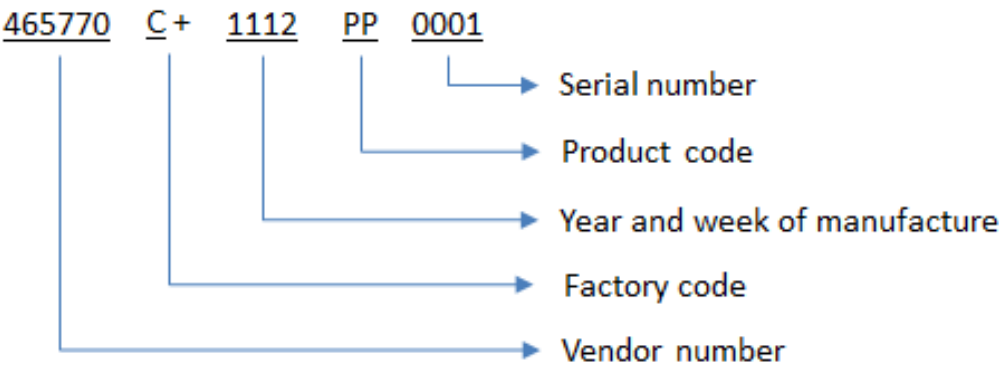 465770 C+ 1112 PP 0001
Serial number
Product code
Year and week of manufacture
Factory code
Vendor number